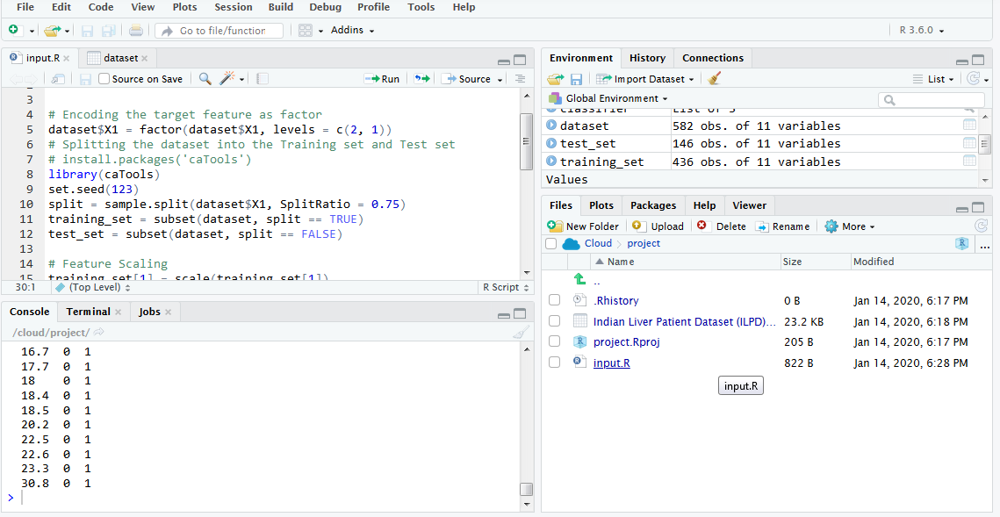 File Edit Code View Plots Session Build Debug Profile Tools Help
Go to file/function Addins R 3.6.0
input.R dataset
Source on Save Run Source
3
4 # Encoding the target feature as factor
5 dataset$X1 = factor(dataset$X1, levels = c(2, 1))
6 # Splitting the dataset into the Training set and Test set
7 # install.packages('caTools')
8 library(caTools)
9 set.seed(123)
10 split = sample.split(dataset$X1, SplitRatio = 0.75)
11 training_set = subset(dataset, split == TRUE)
12 test_set = subset(dataset, split == FALSE)
13
14 # Feature Scaling
15 training_set[1] = scale(training_set[1])
30:1 (Top Level) R Script
Console Terminal Jobs
/cloud/project/
16.7 0 1
17.7 0 1
18 0 1
18.4 0 1
18.5 0 1
20.2 0 1
22.5 0 1
22.6 0 1
23.3 0 1
30.8 0 1
>
Environment History Connections
Import Dataset List
Global Environment
classifier List of 5
dataset 582 obs. of 11 variables
test_set 146 obs. of 11 variables
training_set 436 obs. of 11 variables
Values
Files Plots Packages Help Viewer
New Folder Upload Delete Rename More
Cloud project ...
Name Size Modified
..
.Rhistory 0 B Jan 14, 2020, 6:17 PM
Indian Liver Patient Dataset (ILPD)... 23.2 KB Jan 14, 2020, 6:18 PM
project.Rproj 205 B Jan 14, 2020, 6:17 PM
input.R 822 B Jan 14, 2020, 6:28 PM
input.R